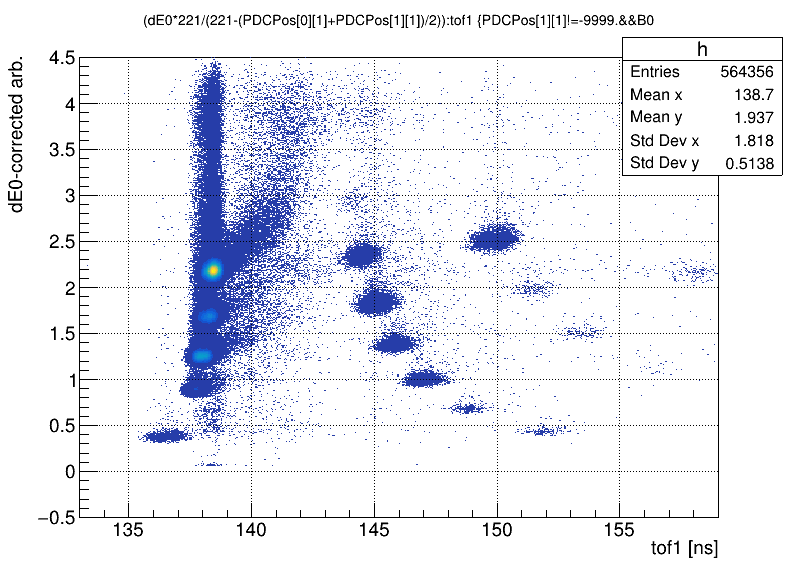 (dE0*221/(221-(PDCPos[0][1]+PDCPos[1][1])/2)):tof1 {PDCPos[1][1]!=-9999.&&B0
h
Entries 564356
Mean x 138.7
Mean y 1.937
Std Dev x 1.818
Std Dev y 0.5138
dE0-corrected arb.
4.5
4
3.5
3
2.5
2
1.5
1
0.5
0
−0.5
135 140 145 150 155
tof1 [ns]